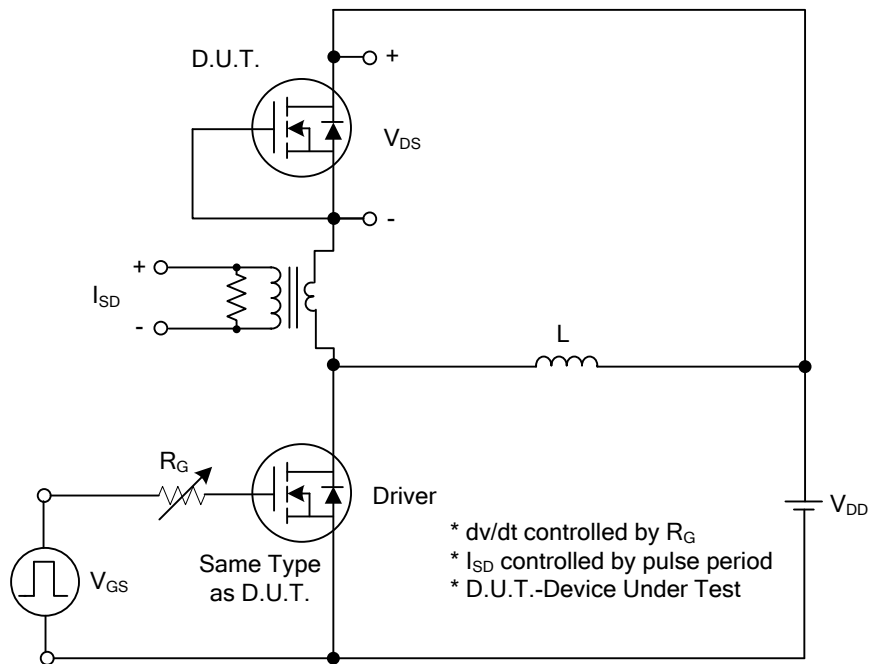 D.U.T.
+
VDS
-
+
ISD
-
L
RG
Driver
VDD
VGS
Same Type
as D.U.T.
* dv/dt controlled by RG
* ISD controlled by pulse period
* D.U.T.-Device Under Test